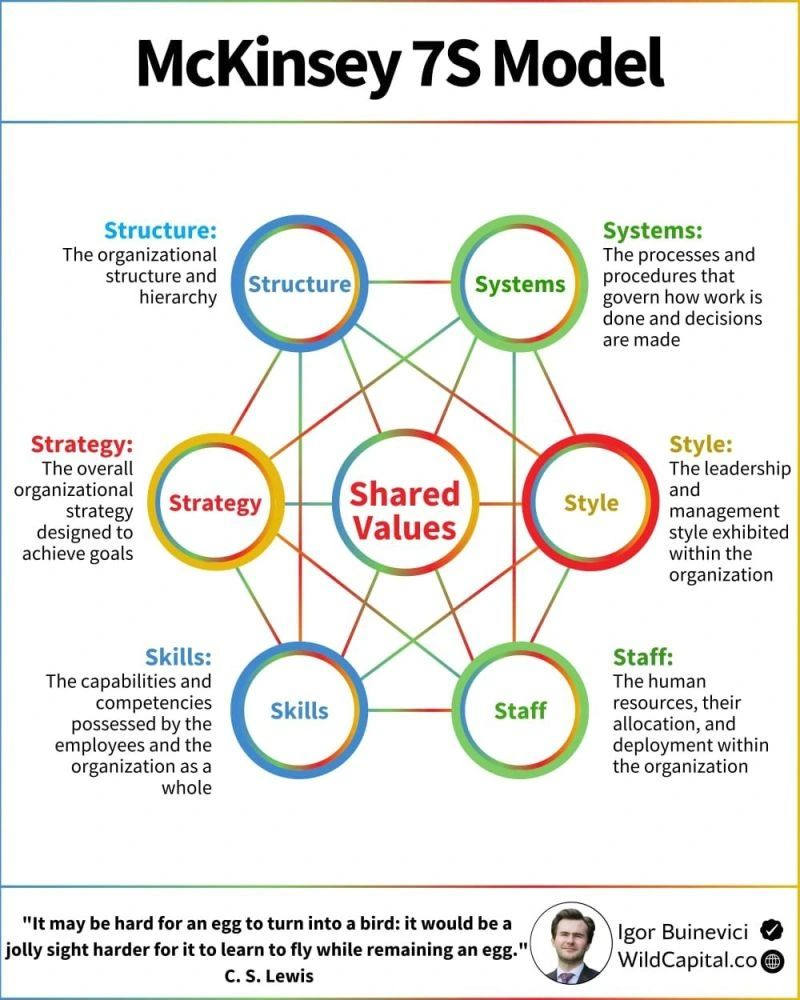 McKinsey 7S Model
Structure:
The organizational
structure and
hierarchy
Structure
Systems
Systems:
The processes and
procedures that
govern how work is
done and decisions
are made
Strategy:
The overall
organizational
strategy
designed to
achieve goals
Strategy
Shared
Values
Style
Style:
The leadership
and
management
style exhibited
within the
organization
Skills:
The capabilities and
competencies
possessed by the
employees and the
organization as a
whole
Skills
Staff
Staff:
The human
resources, their
allocation, and
deployment within
the organization
"It may be hard for an egg to turn into a bird: it would be a
jolly sight harder for it to learn to fly while remaining an egg."
C. S. Lewis
Igor Buinevici
WildCapital.co